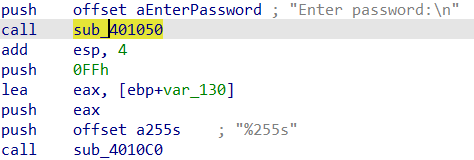 push offset aEnterPassword ; "Enter password:\n"
call sub_401050
add esp, 4
push 0FFh
lea eax, [ebp+var_130]
push eax
push offset a255s ; "%255s"
call sub_4010C0